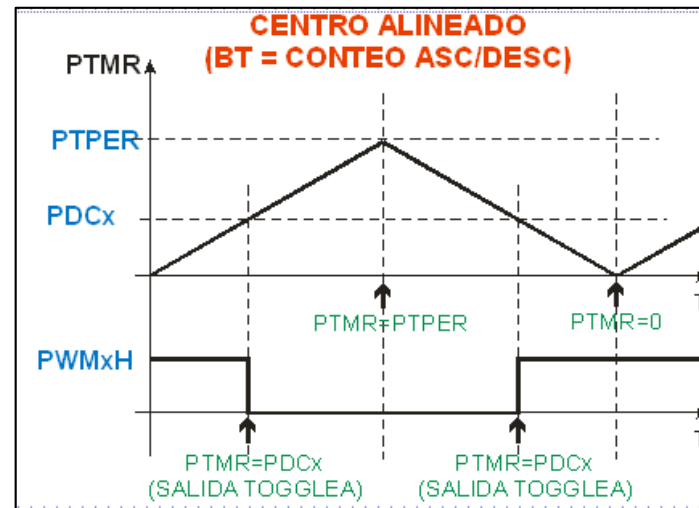 CENTRO ALINEADO
(BT = CONTEO ASC/DESC)
PTMR
PTPER
PDCx
PTMR=PTPER
PTMR=0
PWMxH
PTMR=PDCx
(SALIDA TOGGLEA)
PTMR=PDCx
(SALIDA TOGGLEA)